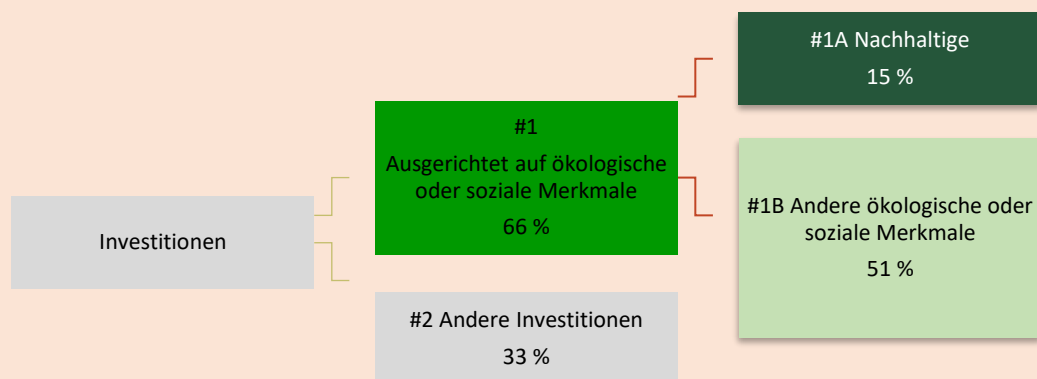 #1A Nachhaltige
15 %
#1
Ausgerichtet auf ökologische
oder soziale Merkmale
66 %
#1B Andere ökologische oder
soziale Merkmale
51 %
Investitionen
#2 Andere Investitionen
33 %